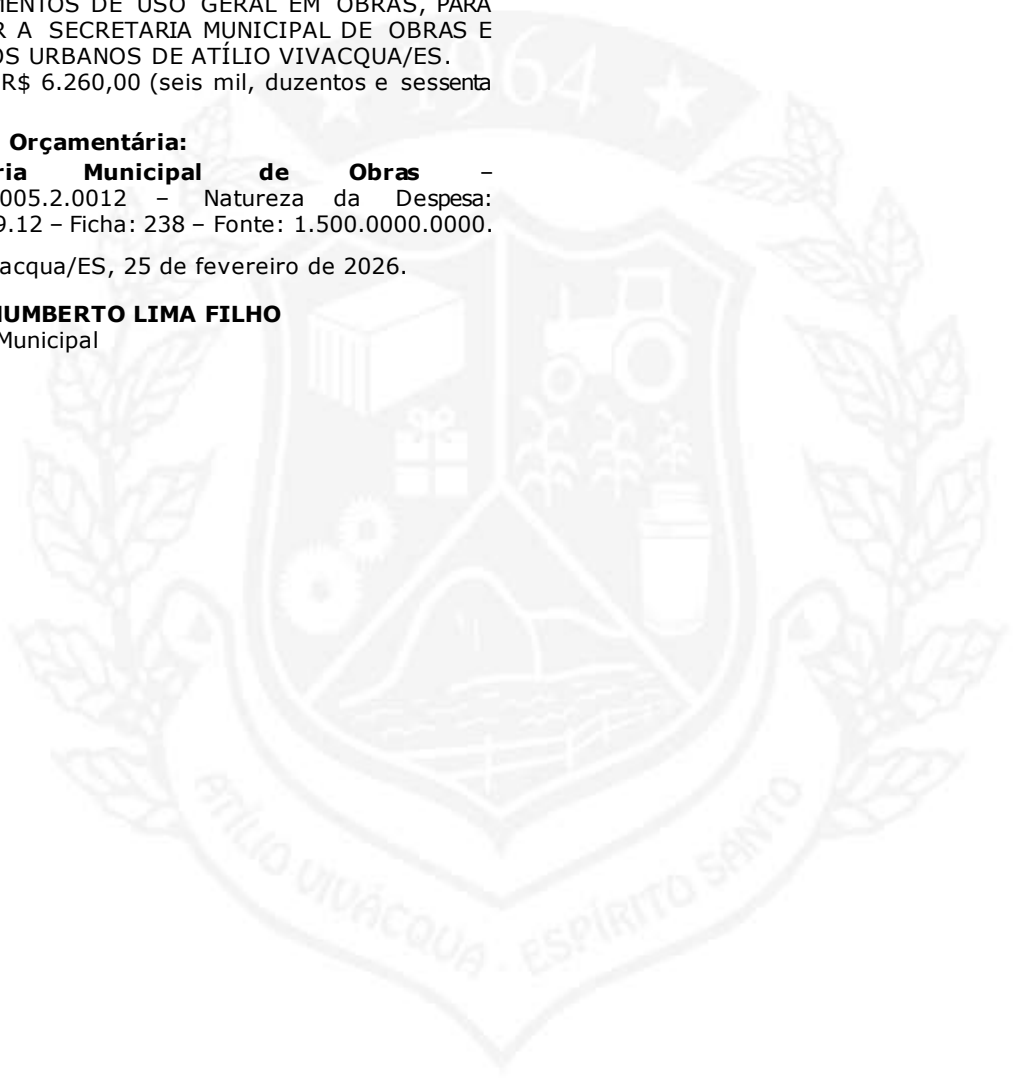 MENTOS DE USO GERAL EM OBRAS, PARA
R A SECRETARIA MUNICIPAL DE OBRAS E
OS URBANOS DE ATÍLIO VIVACQUA/ES.
R$ 6.260,00 (seis mil, duzentos e sessenta
Orçamentária:
ria Municipal de Obras –
005.2.0012 – Natureza da Despesa:
9.12 – Ficha: 238 – Fonte: 1.500.0000.0000.
acqua/ES, 25 de fevereiro de 2026.
HUMBERTO LIMA FILHO
Municipal
1964
ATÍLIO VIVÁCQUA - ESPÍRITO SANTO